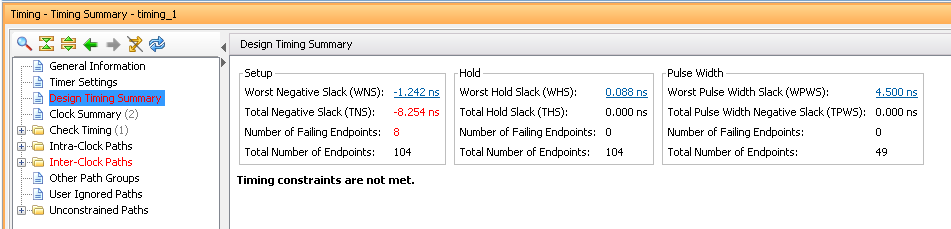 Timing - Timing Summary - timing_1
General Information
Timer Settings
Design Timing Summary
Clock Summary (2)
Check Timing (1)
Intra-Clock Paths
Inter-Clock Paths
Other Path Groups
User Ignored Paths
Unconstrained Paths
Design Timing Summary
Setup
Worst Negative Slack (WNS): -1.242 ns
Total Negative Slack (TNS): -8.254 ns
Number of Failing Endpoints: 8
Total Number of Endpoints: 104
Hold
Worst Hold Slack (WHS): 0.088 ns
Total Hold Slack (THS): 0.000 ns
Number of Failing Endpoints: 0
Total Number of Endpoints: 104
Pulse Width
Worst Pulse Width Slack (WPWS): 4.500 ns
Total Pulse Width Negative Slack (TPWS): 0.000 ns
Number of Failing Endpoints: 0
Total Number of Endpoints: 49
Timing constraints are not met.